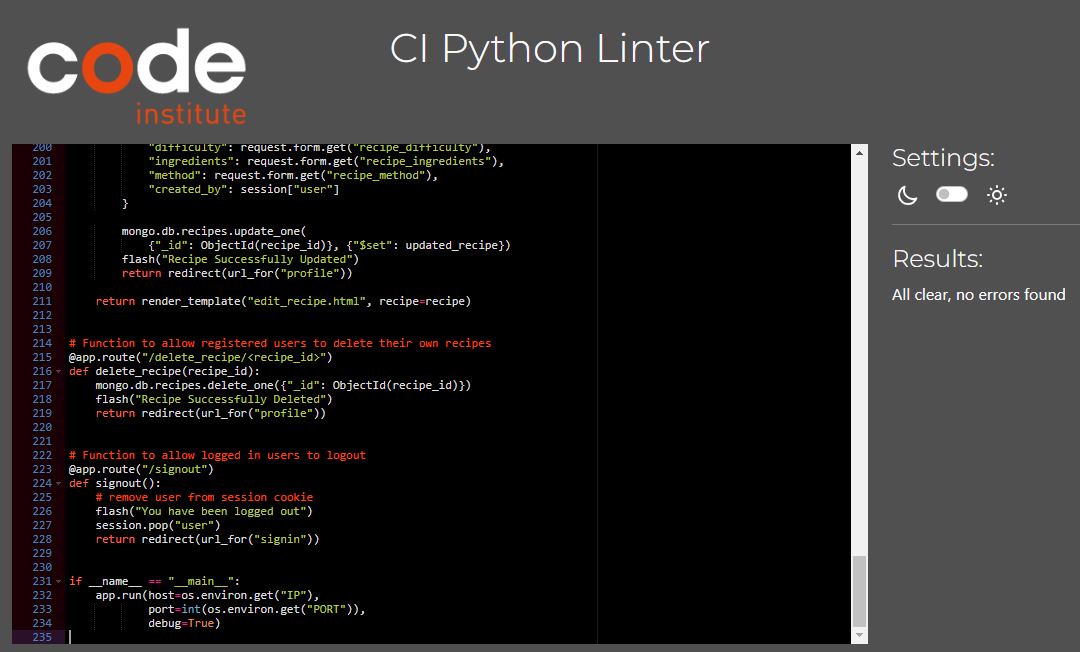 code
institute
CI Python Linter
200 "difficulty": request.form.get("recipe_difficulty"),
201 "ingredients": request.form.get("recipe_ingredients"),
202 "method": request.form.get("recipe_method"),
203 "created_by": session["user"]
204 }
205
206 mongo.db.recipes.update_one(
207 {"_id": ObjectId(recipe_id)}, {"$set": updated_recipe})
208 flash("Recipe Successfully Updated")
209 return redirect(url_for("profile"))
210
211 return render_template("edit_recipe.html", recipe=recipe)
212
213
214 # Function to allow registered users to delete their own recipes
215 @app.route("/delete_recipe/<recipe_id>")
216 def delete_recipe(recipe_id):
217 mongo.db.recipes.delete_one({"_id": ObjectId(recipe_id)})
218 flash("Recipe Successfully Deleted")
219 return redirect(url_for("profile"))
220
221
222 # Function to allow logged in users to logout
223 @app.route("/signout")
224 def signout():
225 # remove user from session cookie
226 flash("You have been logged out")
227 session.pop("user")
228 return redirect(url_for("signin"))
229
230
231 if __name__ == "__main__":
232 app.run(host=os.environ.get("IP"),
233 port=int(os.environ.get("PORT")),
234 debug=True)
235
Settings:
Results:
All clear, no errors found